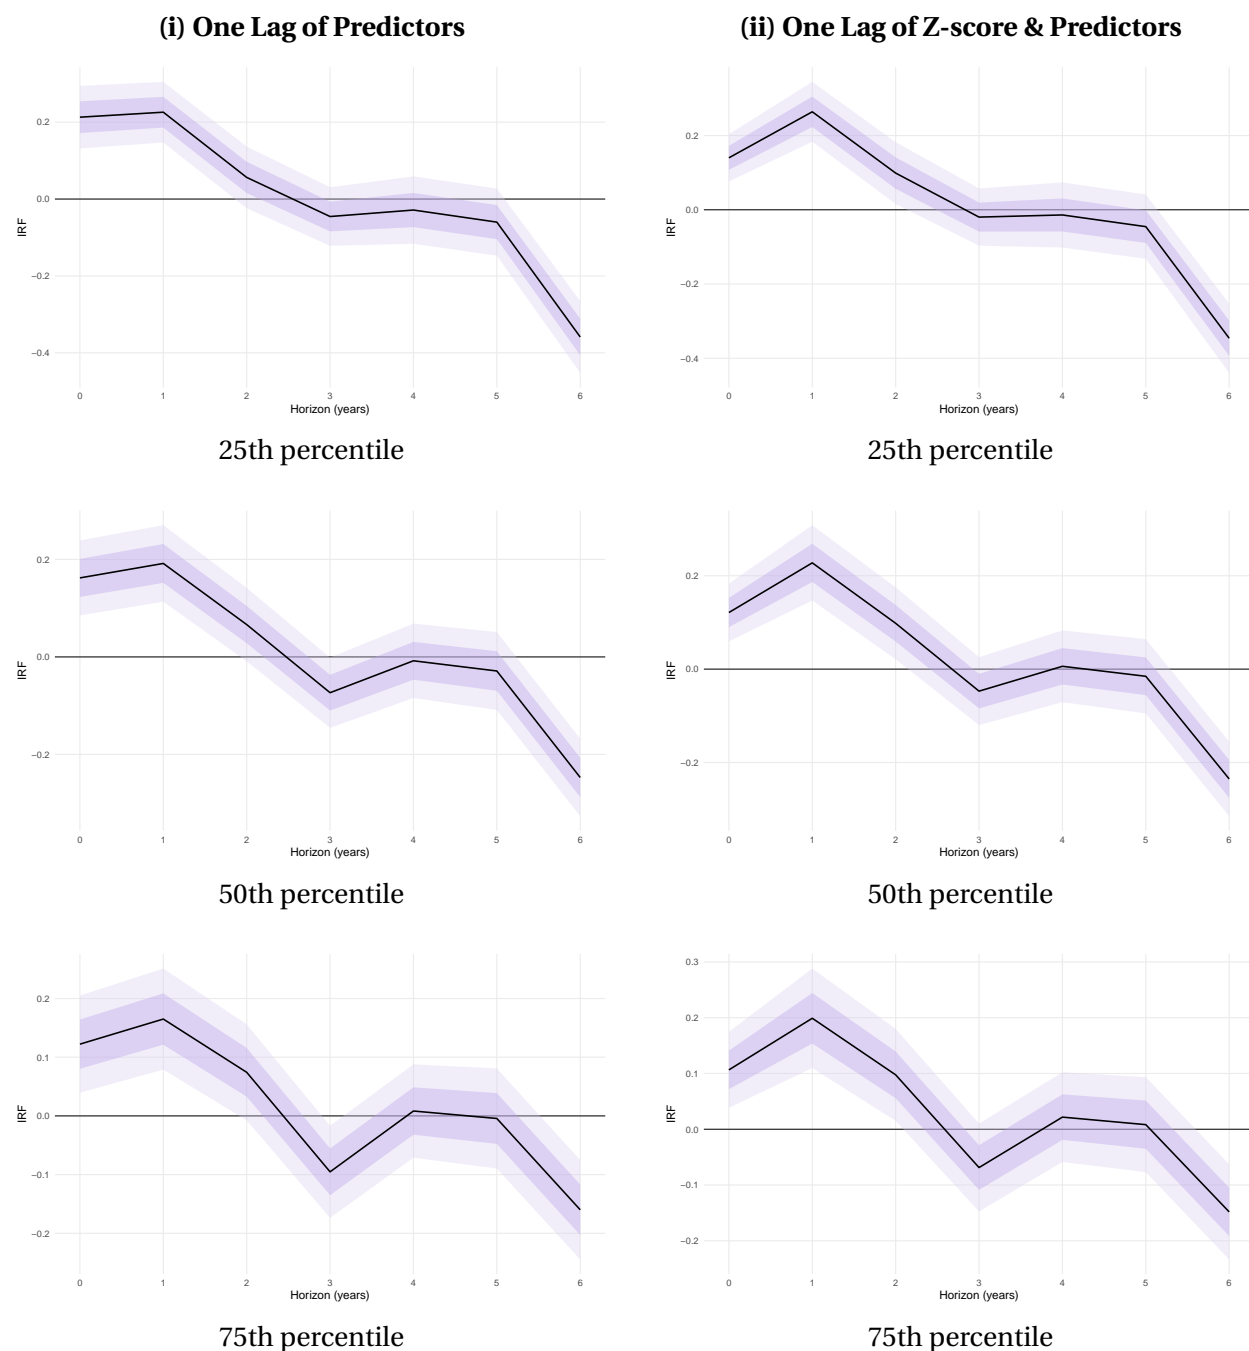 (i) One Lag of Predictors
(ii) One Lag of Z-score & Predictors
0.2
0.0
−0.2
−0.4
IRF
0 1 2 3 4 5 6
Horizon (years)
25th percentile
0.2
0.0
−0.2
−0.4
IRF
0 1 2 3 4 5 6
Horizon (years)
25th percentile
0.2
0.0
−0.2
IRF
0 1 2 3 4 5 6
Horizon (years)
50th percentile
0.2
0.0
−0.2
IRF
0 1 2 3 4 5 6
Horizon (years)
50th percentile
0.2
0.1
0.0
−0.1
−0.2
IRF
0 1 2 3 4 5 6
Horizon (years)
75th percentile
0.3
0.2
0.1
0.0
−0.1
−0.2
IRF
0 1 2 3 4 5 6
Horizon (years)
75th percentile